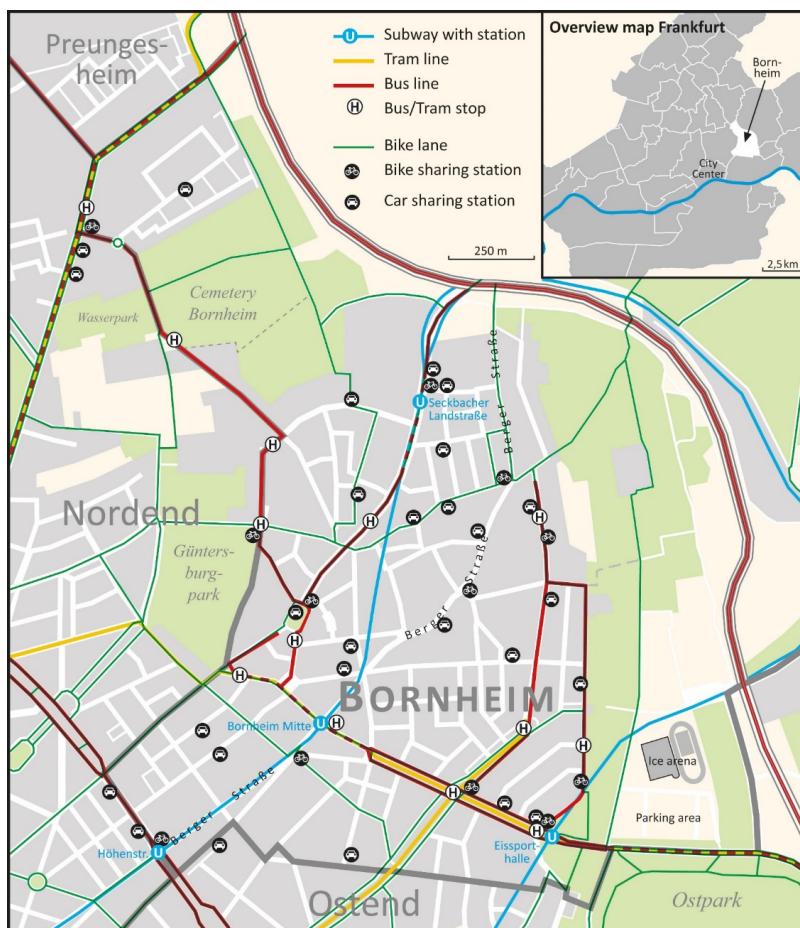 Preunges-
heim
Subway with station
Tram line
Bus line
Bus/Tram stop
Bike lane
Bike sharing station
Car sharing station
250 m
Overview map Frankfurt
Born-
heim
City
Center
2,5 km
Wasserpark
Cemetery
Bornheim
Berger Straße
Seckbacher
Landstraße
Nordend
Günters-
burg-
park
Berger Straße
BORNHEIM
Bornheim Mitte
Ice arena
Parking area
Berger Straße
Höhenstr.
Eissport-
halle
Ostend
Ostpark
U
U
U
U
U
H
H
H
H
H
H
H
H
H
H
H
H
H
H